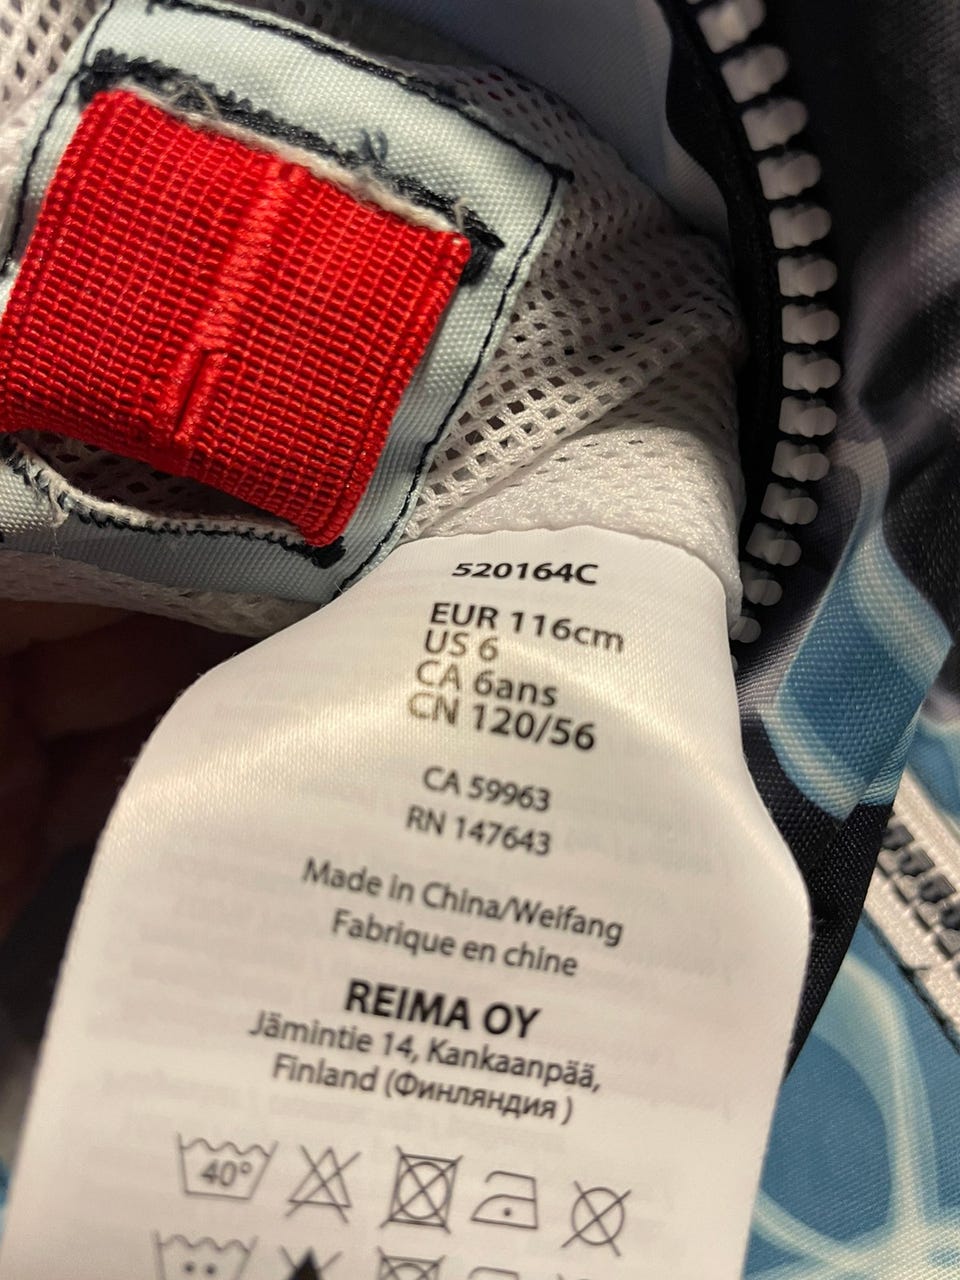 520164C
EUR 116cm
US 6
CA 6ans
CN 120/56
CA 59963
RN 147643
Made in China/Weifang
Fabrique en chine
REIMA OY
Jämintie 14, Kankaanpää,
Finland (Финляндия )
40°